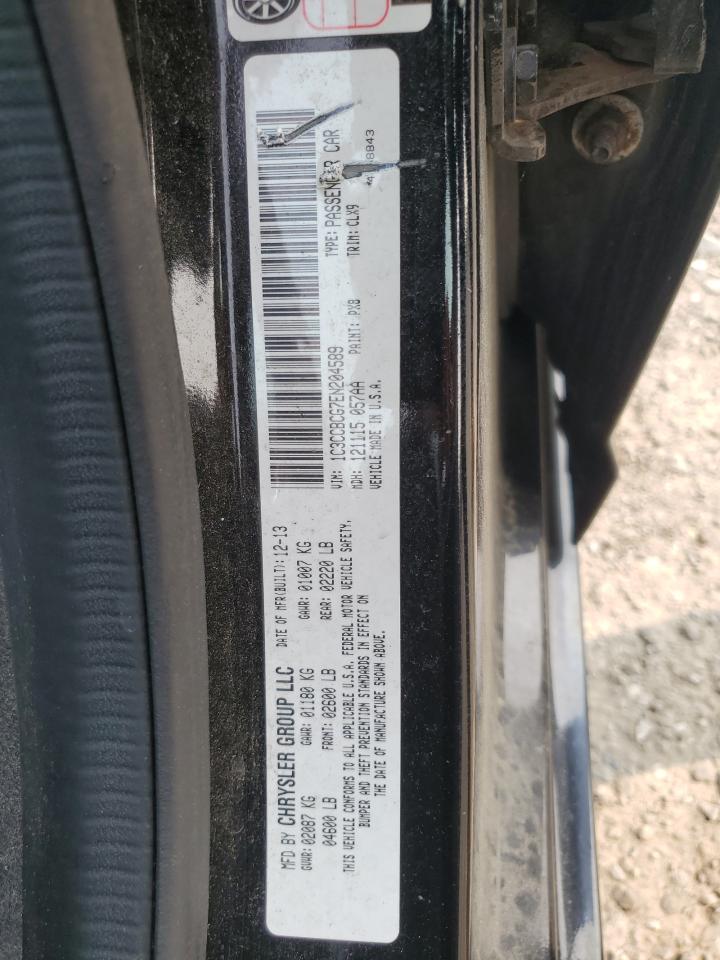 MFD BY CHRYSLER GROUP LLC DATE OF MFR(BUILT): 12-13
GVWR: 02087 KG GAWR: 01180 KG GAWR: 01007 KG
04600 LB FRONT: 02600 LB REAR: 02220 LB
THIS VEHICLE CONFORMS TO ALL APPLICABLE U.S.A. FEDERAL MOTOR VEHICLE SAFETY,
BUMPER AND THEFT PREVENTION STANDARDS IN EFFECT ON
THE DATE OF MANUFACTURE SHOWN ABOVE.
VIN: 1C3CCBCG7EN204589 TYPE: PASSENGER CAR
MDH: 121115 057AA PAINT: PX8 TRIM: CLX9
VEHICLE MADE IN U.S.A.